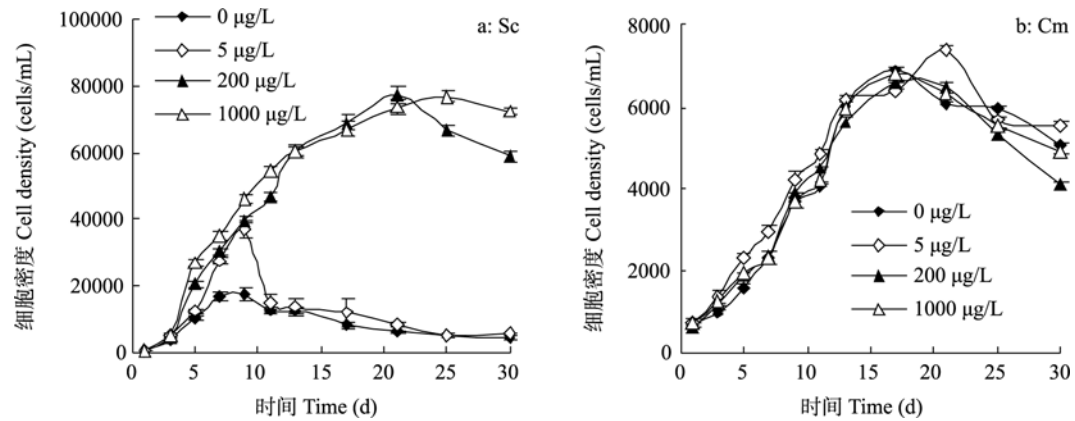 a: Sc
0 μg/L
5 μg/L
200 μg/L
1000 μg/L
100000
80000
60000
40000
20000
0
细胞密度 Cell density (cells/mL)
0 5 10 15 20 25 30
时间 Time (d)
b: Cm
8000
6000
4000
2000
0
细胞密度 Cell density (cells/mL)
0 μg/L
5 μg/L
200 μg/L
1000 μg/L
0 5 10 15 20 25 30
时间 Time (d)